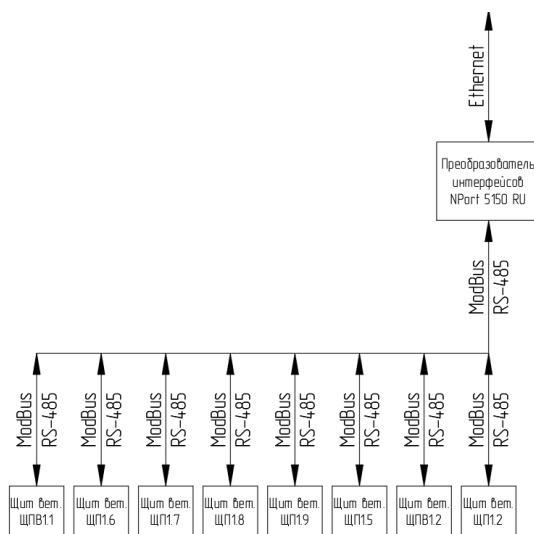 Ethernet
Преобразователь
интерфейсов
NPort 5150 RU
ModBus
RS-485
ModBus
RS-485
ModBus
RS-485
ModBus
RS-485
ModBus
RS-485
ModBus
RS-485
ModBus
RS-485
ModBus
RS-485
ModBus
RS-485
Щит вет.
ЩПВ1.1
Щит вет.
ЩП1.6
Щит вет.
ЩП1.7
Щит вет.
ЩП1.8
Щит вет.
ЩП1.9
Щит вет.
ЩП1.5
Щит вет.
ЩПВ1.2
Щит вет.
ЩП1.2